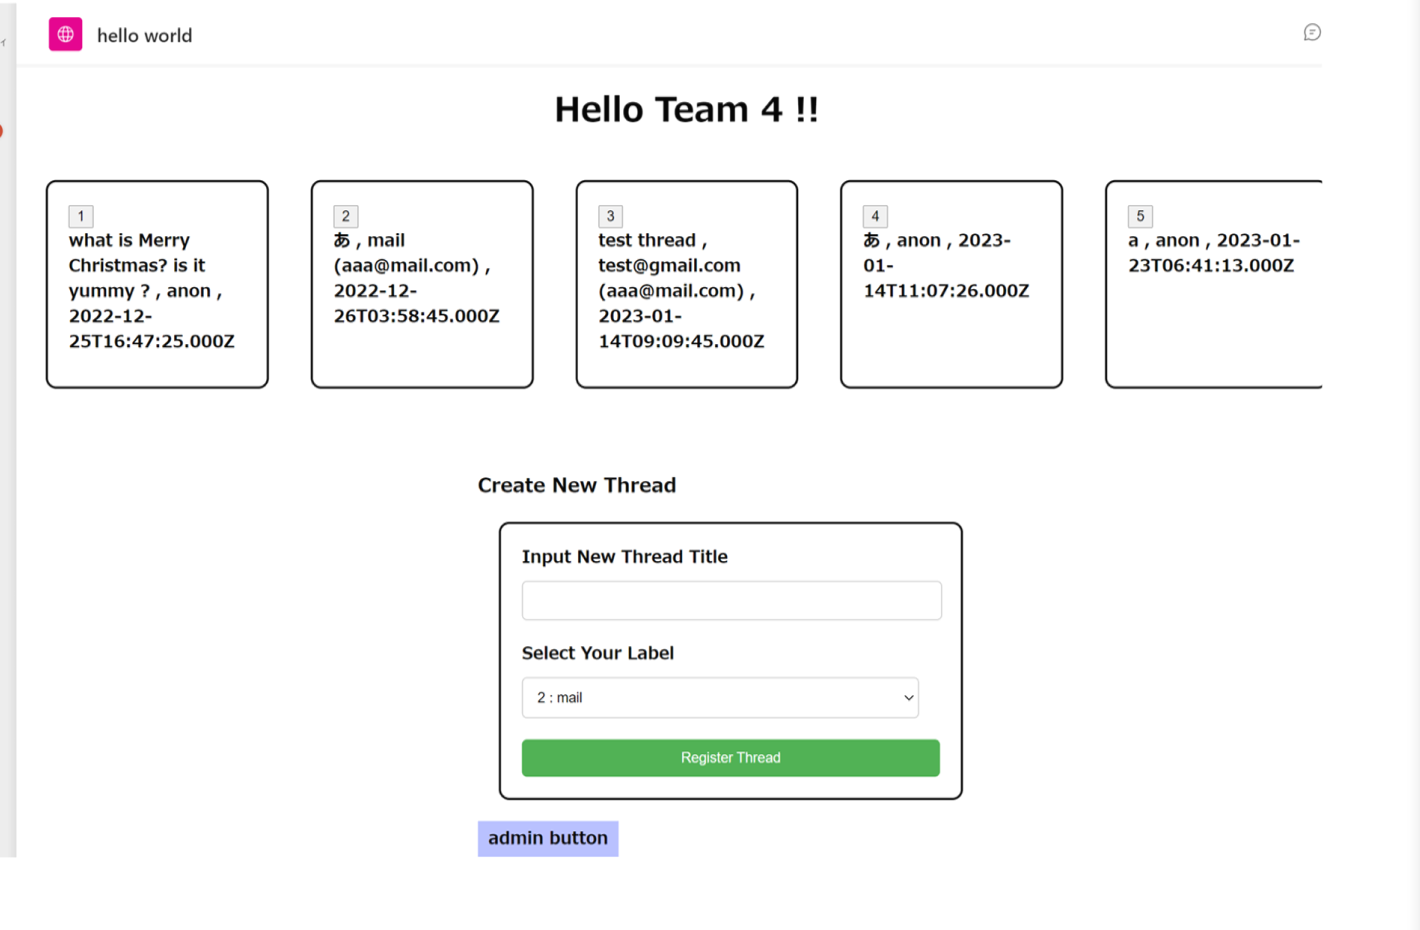 hello world
Hello Team 4 !!
1
what is Merry
Christmas? is it
yummy ? , anon ,
2022-12-
25T16:47:25.000Z
2
あ , mail
(aaa@mail.com) ,
2022-12-
26T03:58:45.000Z
3
test thread ,
test@gmail.com
(aaa@mail.com) ,
2023-01-
14T09:09:45.000Z
4
あ , anon , 2023-
01-
14T11:07:26.000Z
5
a , anon , 2023-01-
23T06:41:13.000Z
Create New Thread
Input New Thread Title
Select Your Label
2 : mail
Register Thread
admin button